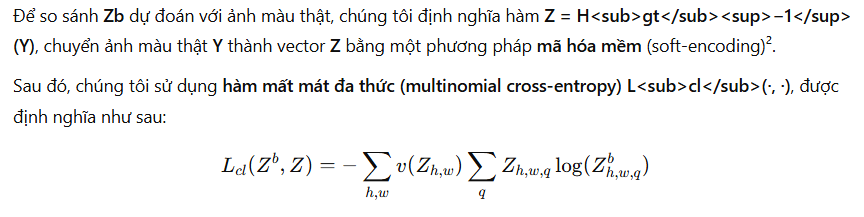 Để so sánh Zb dự đoán với ảnh màu thật, chúng tôi định nghĩa hàm Z = H<sub>gt</sub><sup>−1</sup>
(Y), chuyển ảnh màu thật Y thành vector Z bằng một phương pháp mã hóa mềm (soft-encoding)².
Sau đó, chúng tôi sử dụng hàm mất mát đa thức (multinomial cross-entropy) L<sub>cl</sub>(·, ·), được
định nghĩa như sau:
L_{cl}(Z^b, Z) = −∑_{h,w} v(Z_{h,w}) ∑_q Z_{h,w,q} log(Z^b_{h,w,q})